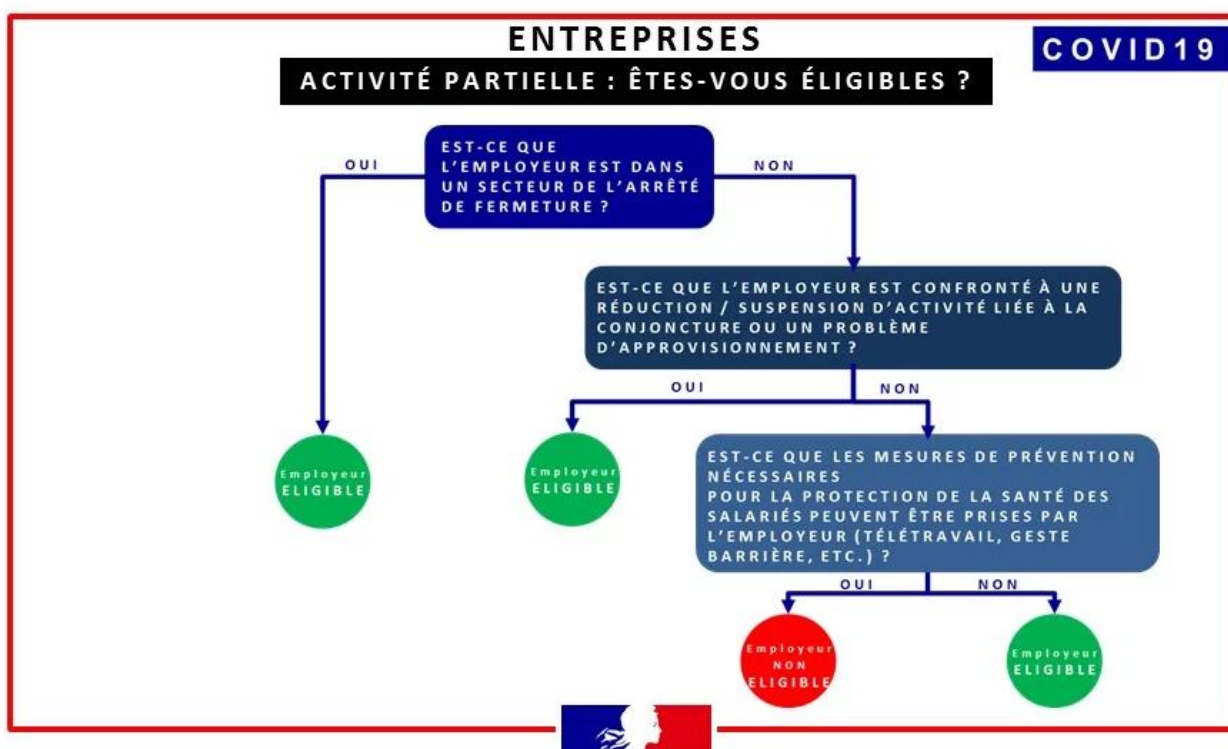 ENTREPRISES
COVID19
ACTIVITÉ PARTIELLE : ÊTES-VOUS ÉLIGIBLES ?
OUI
EST-CE QUE
L'EMPLOYEUR EST DANS
UN SECTEUR DE L'ARRÊTÉ
DE FERMETURE ?
NON
EST-CE QUE L'EMPLOYEUR EST CONFRONTÉ À UNE
RÉDUCTION / SUSPENSION D'ACTIVITÉ LIÉE À LA
CONJONCTURE OU UN PROBLÈME
D'APPROVISIONNEMENT ?
OUI
NON
Employeur
ELIGIBLE
Employeur
ELIGIBLE
EST-CE QUE LES MESURES DE PRÉVENTION
NÉCESSAIRES
POUR LA PROTECTION DE LA SANTÉ DES
SALARIÉS PEUVENT ÊTRE PRISES PAR
L'EMPLOYEUR (TÉLÉTRAVAIL, GESTE
BARRIÈRE, ETC.) ?
OUI
NON
Employeur
NON
ELIGIBLE
Employeur
ELIGIBLE